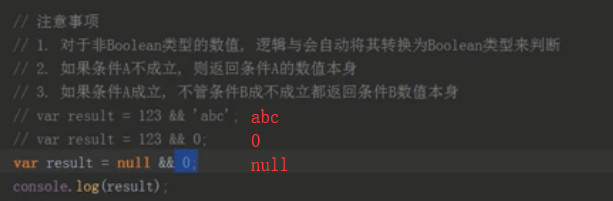 // 注意事项
// 1. 对于非Boolean类型的数值, 逻辑与会自动将其转换为Boolean类型来判断
// 2. 如果条件A不成立, 则返回条件A的数值本身
// 3. 如果条件A成立, 不管条件B成不成立都返回条件B数值本身
// var result = 123 && 'abc'; abc
// var result = 123 && 0; 0
var result = null && 0; null
console.log(result);